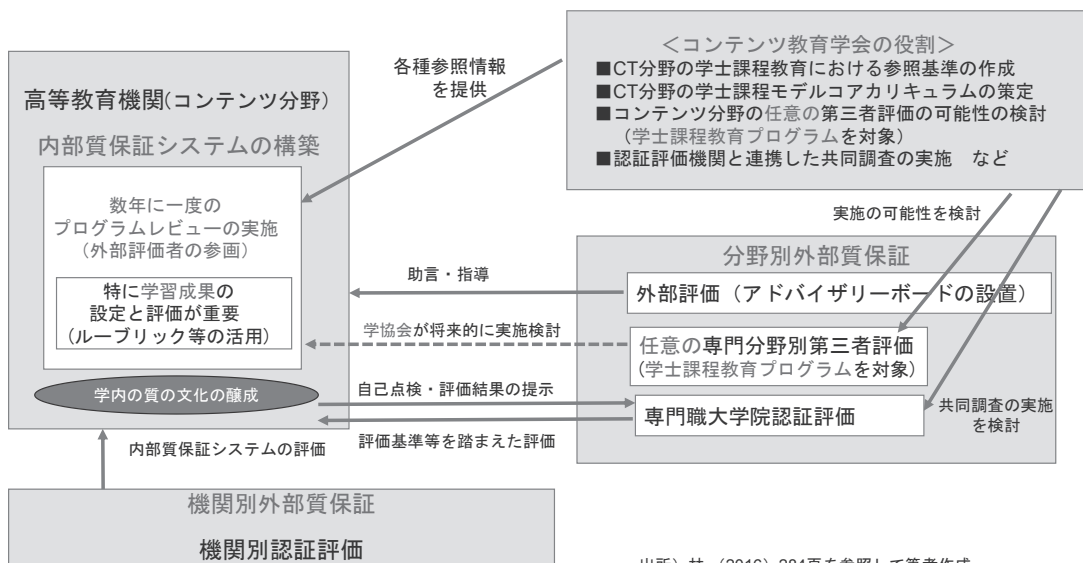 <コンテンツ教育学会の役割>
■CT分野の学士課程教育における参照基準の作成
■CT分野の学士課程モデルコアカリキュラムの策定
■コンテンツ分野の任意の第三者評価の可能性の検討
(学士課程教育プログラムを対象)
■認証評価機関と連携した共同調査の実施 など
各種参照情報
を提供
高等教育機関(コンテンツ分野)
内部質保証システムの構築
数年に一度の
プログラムレビューの実施
(外部評価者の参画)
特に学習成果の
設定と評価が重要
(ルーブリック等の活用)
学内の質の文化の醸成
実施の可能性を検討
分野別外部質保証
助言・指導
外部評価(アドバイザリーボードの設置)
学協会が将来的に実施検討
任意の専門分野別第三者評価
(学士課程教育プログラムを対象)
自己点検・評価結果の提示
専門職大学院認証評価
共同調査の実施
を検討
評価基準等を踏まえた評価
内部質保証システムの評価
機関別外部質保証
機関別認証評価
出所)林 (2016) 284頁を参照して筆者作成